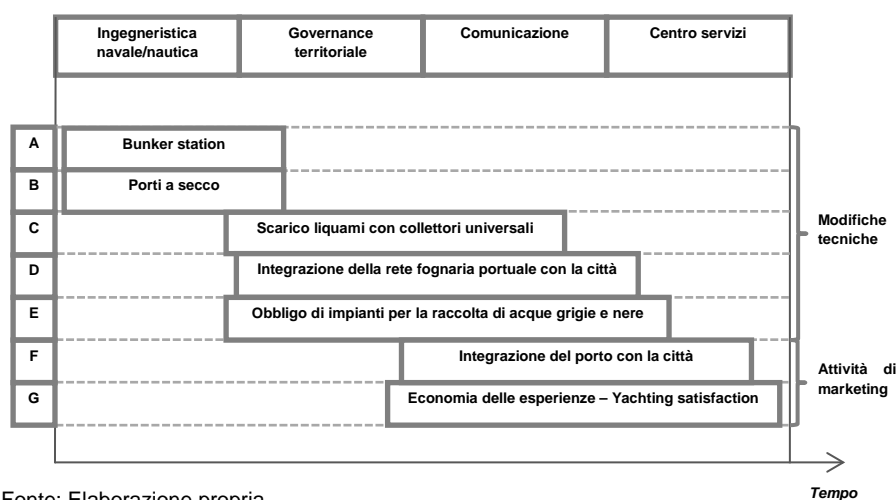 Ingegneristica
navale/nautica
Governance
territoriale
Comunicazione
Centro servizi
A
Bunker station
B
Porti a secco
C
Scarico liquami con collettori universali
D
Integrazione della rete fognaria portuale con la città
E
Obbligo di impianti per la raccolta di acque grigie e nere
Modifiche
tecniche
F
Integrazione del porto con la città
G
Economia delle esperienze – Yachting satisfaction
Attività di
marketing
Tempo
Fonte: Elaborazione propria